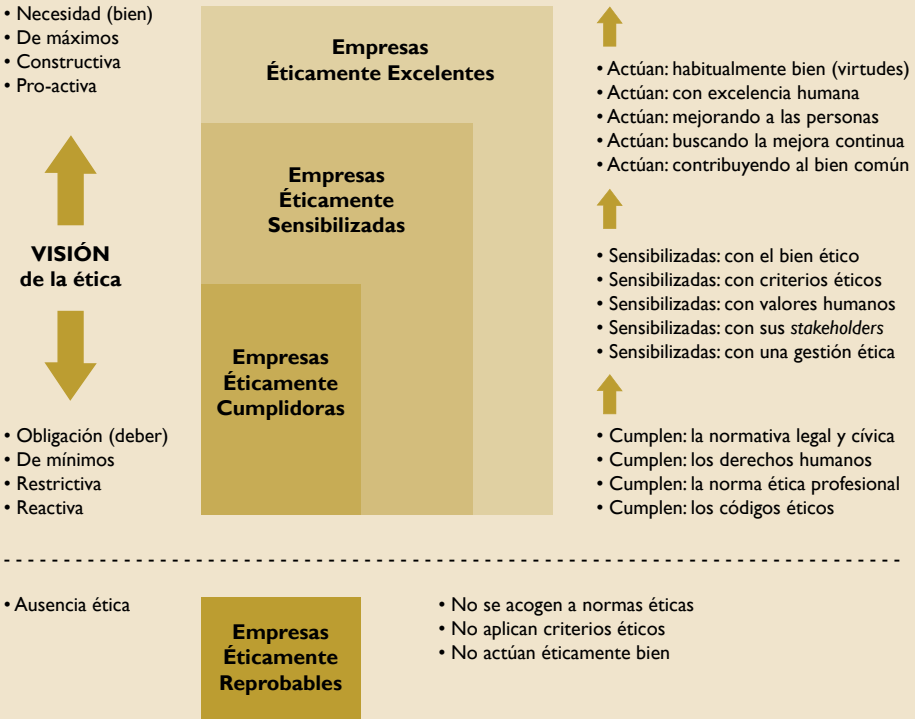 • Necesidad (bien)
• De máximos
• Constructiva
• Pro-activa
VISIÓN
de la ética
• Obligación (deber)
• De mínimos
• Restrictiva
• Reactiva
Empresas
Éticamente Excelentes
Empresas
Éticamente
Sensibilizadas
Empresas
Éticamente
Cumplidoras
• Actúan: habitualmente bien (virtudes)
• Actúan: con excelencia humana
• Actúan: mejorando a las personas
• Actúan: buscando la mejora continua
• Actúan: contribuyendo al bien común
• Sensibilizadas: con el bien ético
• Sensibilizadas: con criterios éticos
• Sensibilizadas: con valores humanos
• Sensibilizadas: con sus stakeholders
• Sensibilizadas: con una gestión ética
• Cumplen: la normativa legal y cívica
• Cumplen: los derechos humanos
• Cumplen: la norma ética profesional
• Cumplen: los códigos éticos
• Ausencia ética
Empresas
Éticamente
Reprobables
• No se acogen a normas éticas
• No aplican criterios éticos
• No actúan éticamente bien